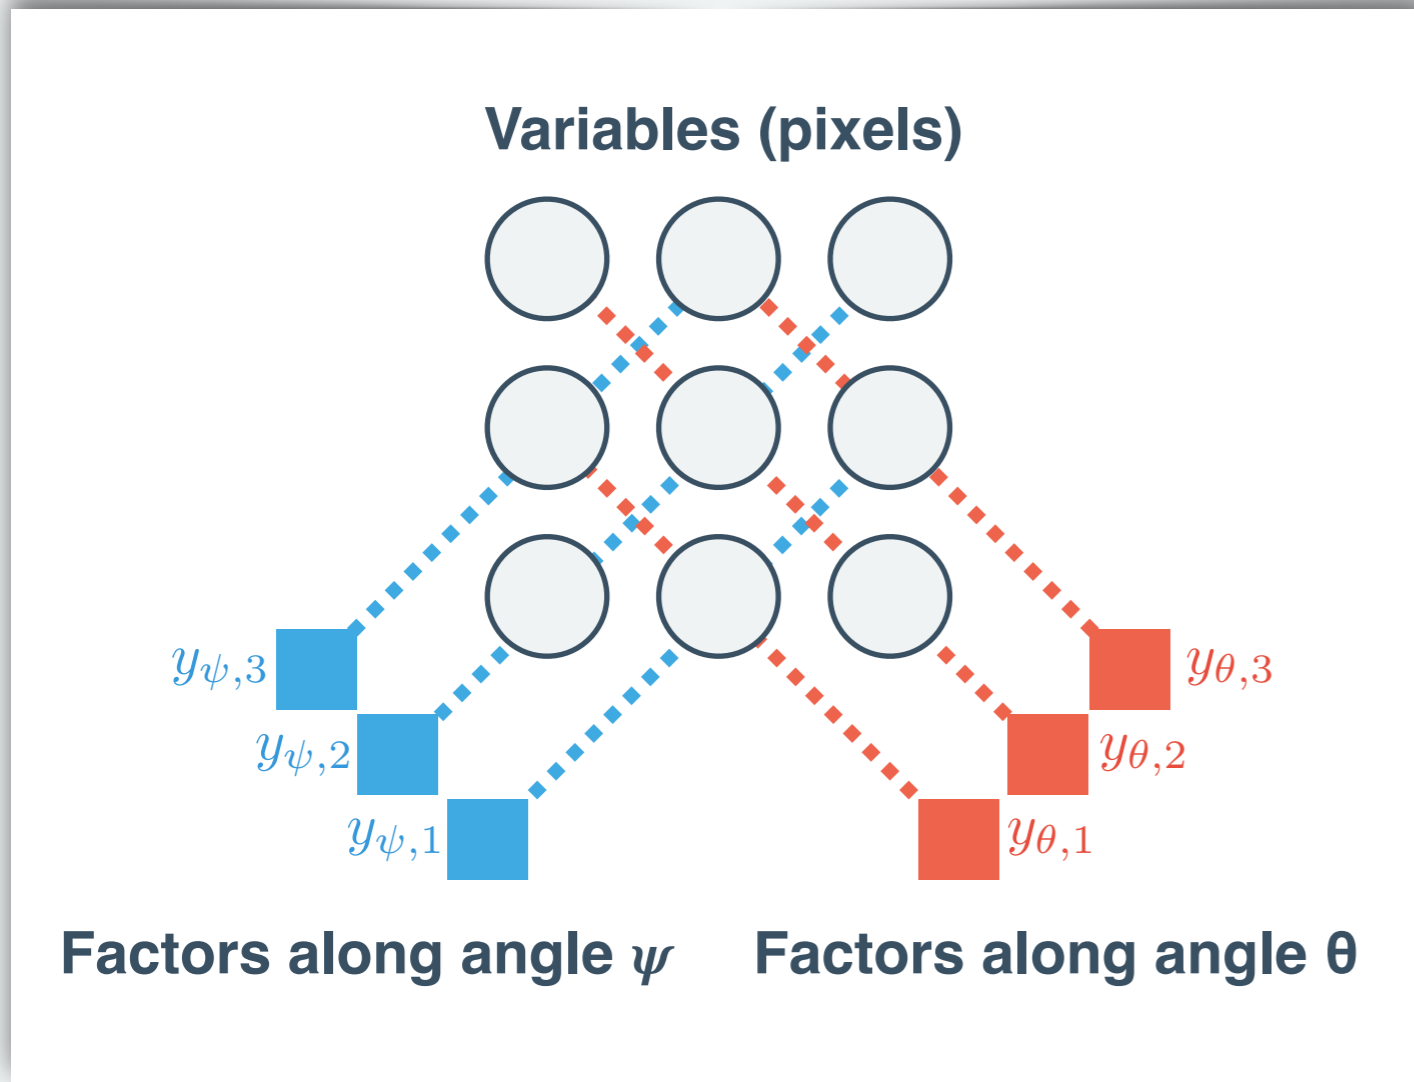 Variables (pixels)
yψ,3
yθ,3
yψ,2
yθ,2
yψ,1
yθ,1
Factors along angle ψ
Factors along angle θ